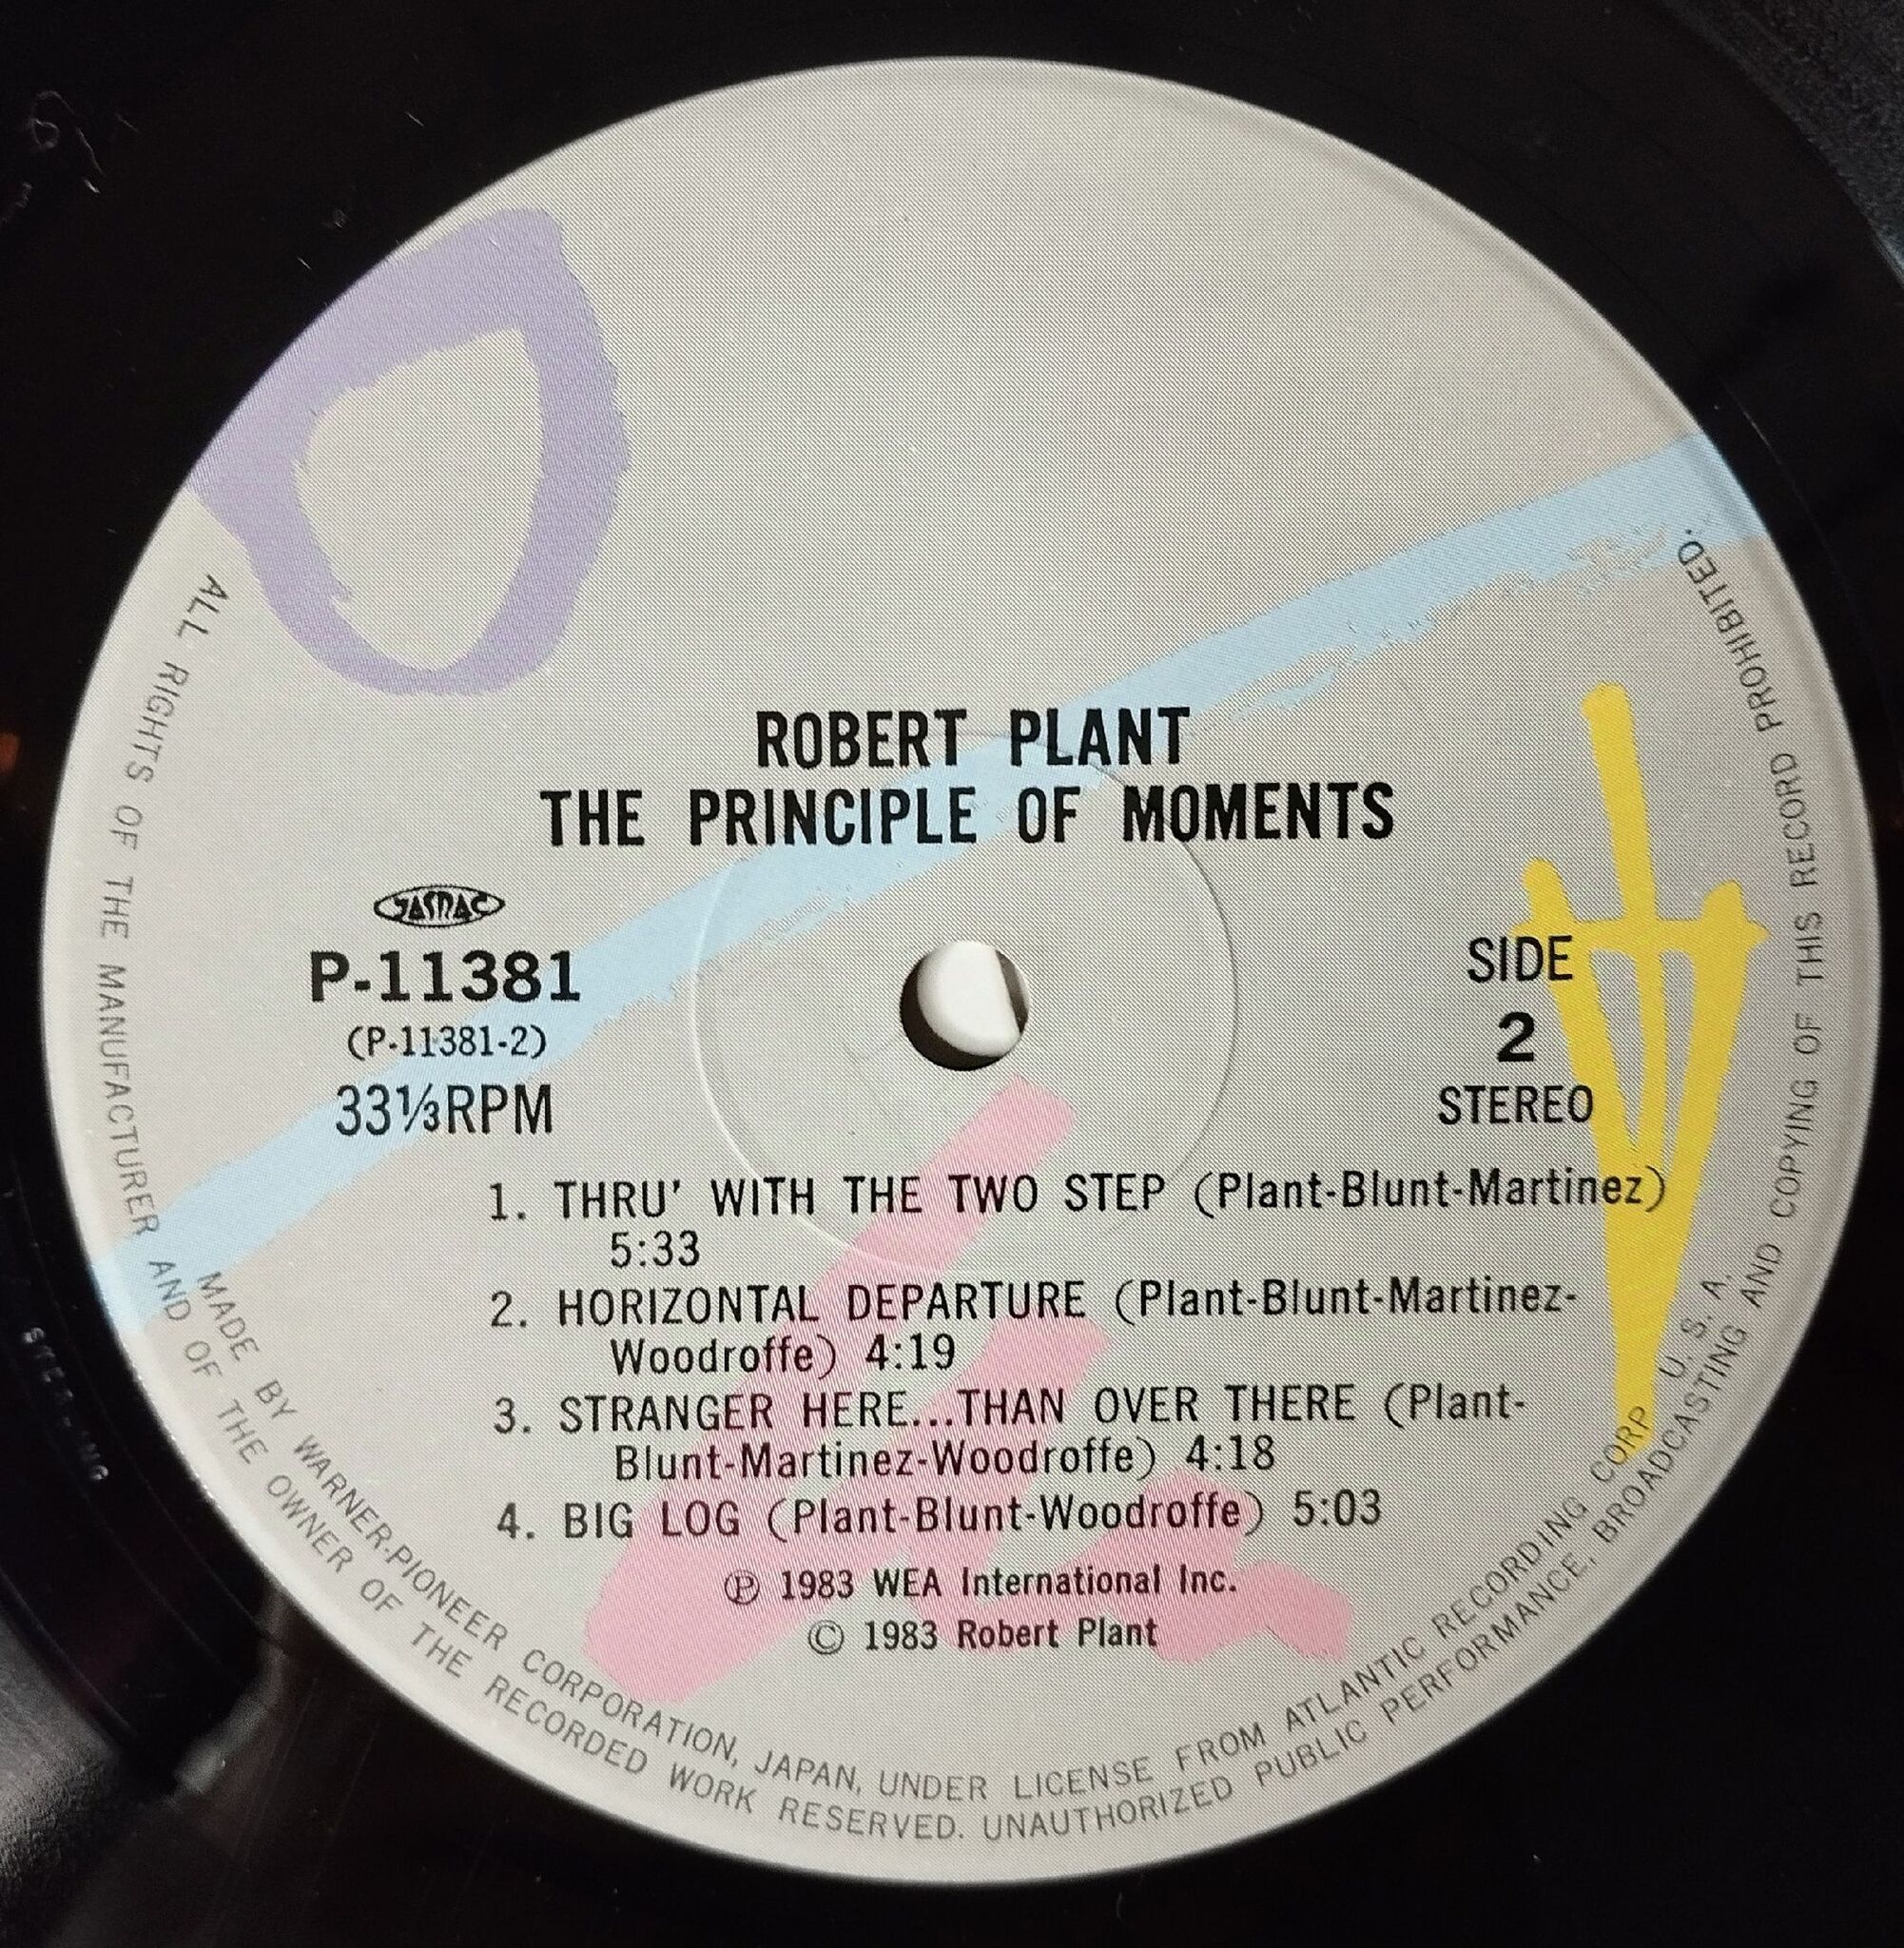 ROBERT PLANT
THE PRINCIPLE OF MOMENTS
JASRAC
P-11381
(P-11381-2)
33⅓RPM
SIDE
2
STEREO
1. THRU' WITH THE TWO STEP (Plant-Blunt-Martinez)
5:33
2. HORIZONTAL DEPARTURE (Plant-Blunt-Martinez-
Woodroffe) 4:19
3. STRANGER HERE...THAN OVER THERE (Plant-
Blunt-Martinez-Woodroffe) 4:18
4. BIG LOG (Plant-Blunt-Woodroffe) 5:03
℗ 1983 WEA International Inc.
© 1983 Robert Plant
MADE BY WARNER-PIONEER CORPORATION, JAPAN, UNDER LICENSE FROM ATLANTIC RECORDING CORP U. S. A.
ALL RIGHTS OF THE MANUFACTURER AND OF THE OWNER OF THE RECORDED WORK RESERVED. UNAUTHORIZED PUBLIC PERFORMANCE, BROADCASTING AND COPYING OF THIS RECORD PROHIBITED.